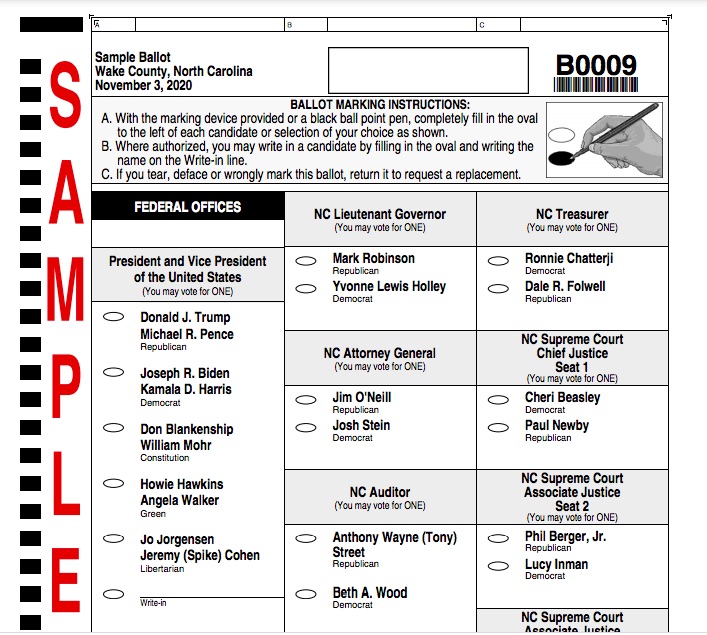 SAMPLE
A
B
C
Sample Ballot
Wake County, North Carolina
November 3, 2020
B0009
BALLOT MARKING INSTRUCTIONS:
A. With the marking device provided or a black ball point pen, completely fill in the oval
to the left of each candidate or selection of your choice as shown.
B. Where authorized, you may write in a candidate by filling in the oval and writing the
name on the Write-in line.
C. If you tear, deface or wrongly mark this ballot, return it to request a replacement.
FEDERAL OFFICES
President and Vice President
of the United States
(You may vote for ONE)
Donald J. Trump
Michael R. Pence
Republican
Joseph R. Biden
Kamala D. Harris
Democrat
Don Blankenship
William Mohr
Constitution
Howie Hawkins
Angela Walker
Green
Jo Jorgensen
Jeremy (Spike) Cohen
Libertarian
Write-in
NC Lieutenant Governor
(You may vote for ONE)
Mark Robinson
Republican
Yvonne Lewis Holley
Democrat
NC Attorney General
(You may vote for ONE)
Jim O'Neill
Republican
Josh Stein
Democrat
NC Auditor
(You may vote for ONE)
Anthony Wayne (Tony)
Street
Republican
Beth A. Wood
Democrat
NC Treasurer
(You may vote for ONE)
Ronnie Chatterji
Democrat
Dale R. Folwell
Republican
NC Supreme Court
Chief Justice
Seat 1
(You may vote for ONE)
Cheri Beasley
Democrat
Paul Newby
Republican
NC Supreme Court
Associate Justice
Seat 2
(You may vote for ONE)
Phil Berger, Jr.
Republican
Lucy Inman
Democrat
NC Supreme Court
Associate Justice